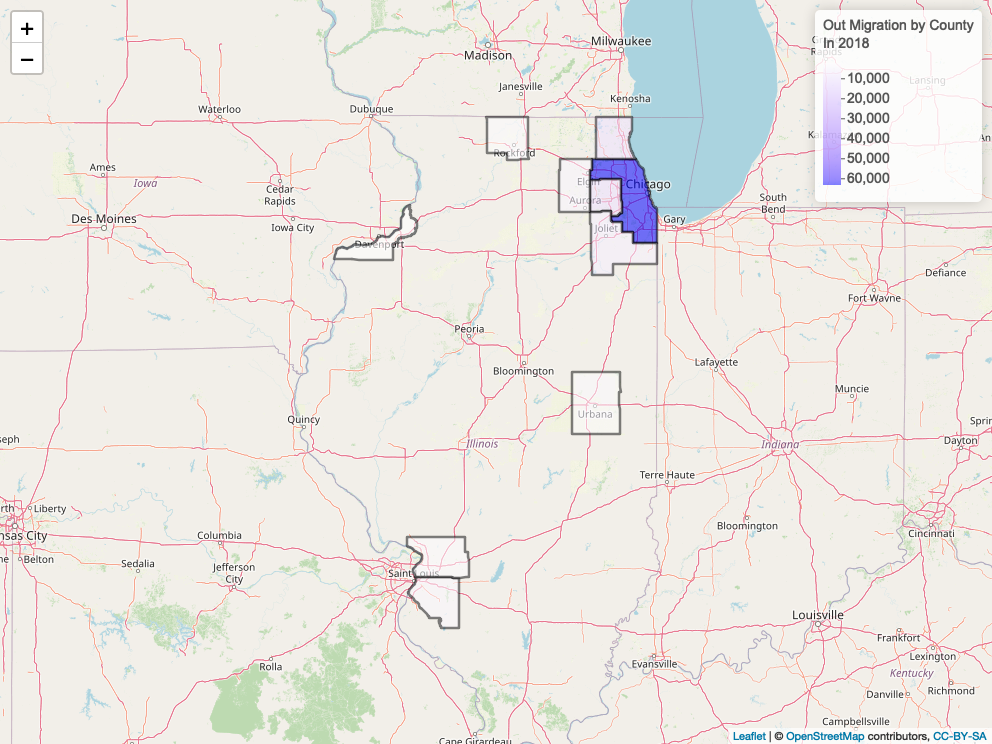 +
−
Out Migration by County
In 2018
10,000
20,000
30,000
40,000
50,000
60,000
Milwaukee
Madison
Janesville
Kenosha
Waterloo
Dubuque
Rockford
Lansing
Ames
Iowa
Cedar
Rapids
Elgin
Chicago
Aurora
South
Bend
Des Moines
Iowa City
Gary
Joliet
Davenport
Defiance
Fort Wayne
Peoria
Bloomington
Lafayette
Muncie
Quincy
Urbana
Illinois
Indiana
Dayton
Terre Haute
Liberty
Columbia
Bloomington
Cincinnati
Belton
Sedalia
Jefferson
City
Saint Louis
Louisville
Frankfort
Lexington
Rolla
Evansville
Kentucky
Richmond
Danville
Campbellsville
Cape Girardeau
Leaflet | © OpenStreetMap contributors, CC-BY-SA